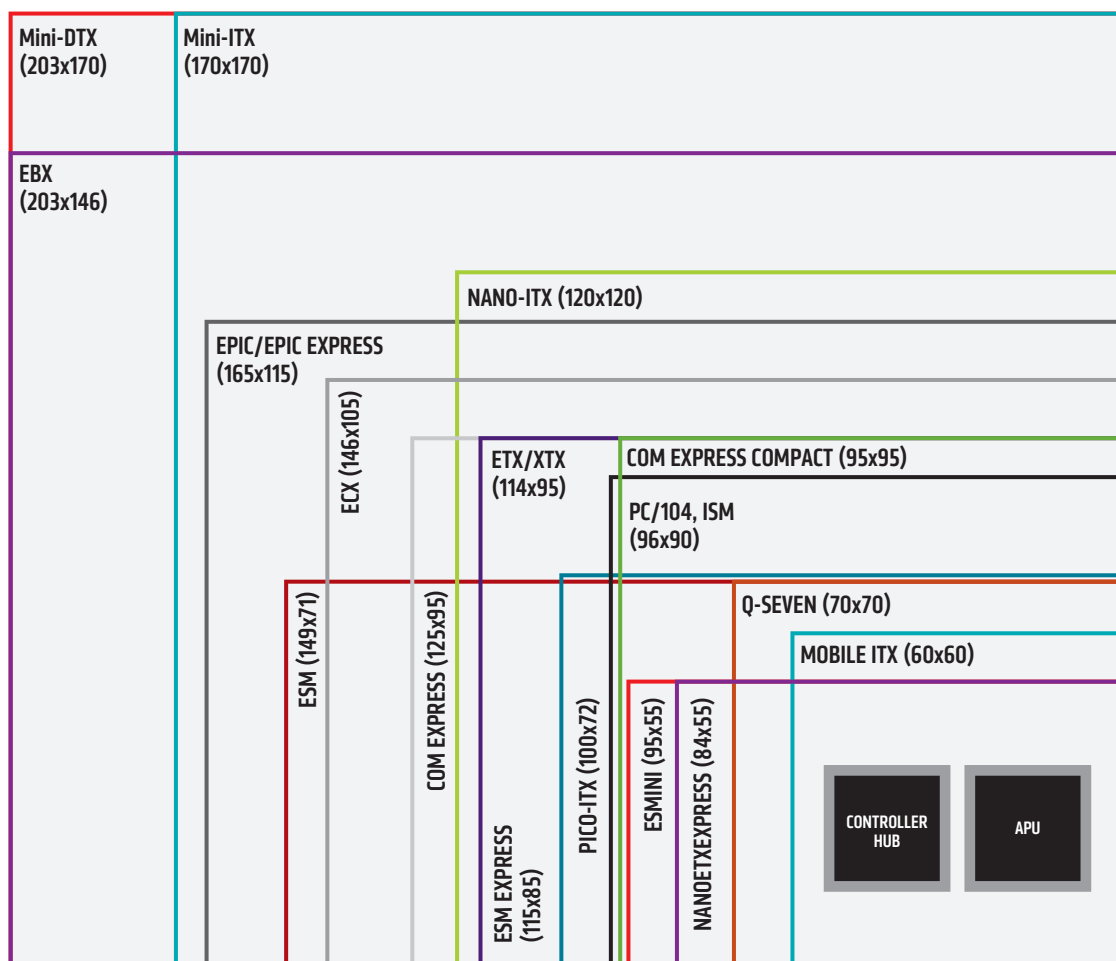 Mini-DTX
(203x170)
Mini-ITX
(170x170)
EBX
(203x146)
NANO-ITX (120x120)
EPIC/EPIC EXPRESS
(165x115)
ECX (146x105)
ETX/XTX
(114x95)
COM EXPRESS COMPACT (95x95)
PC/104, ISM
(96x90)
ESM (149x71)
COM EXPRESS (125x95)
Q-SEVEN (70x70)
MOBILE ITX (60x60)
ESM EXPRESS
(115x85)
PICO-ITX (100x72)
ESMINI (95x55)
NANOETXEXPRESS (84x55)
CONTROLLER
HUB
APU